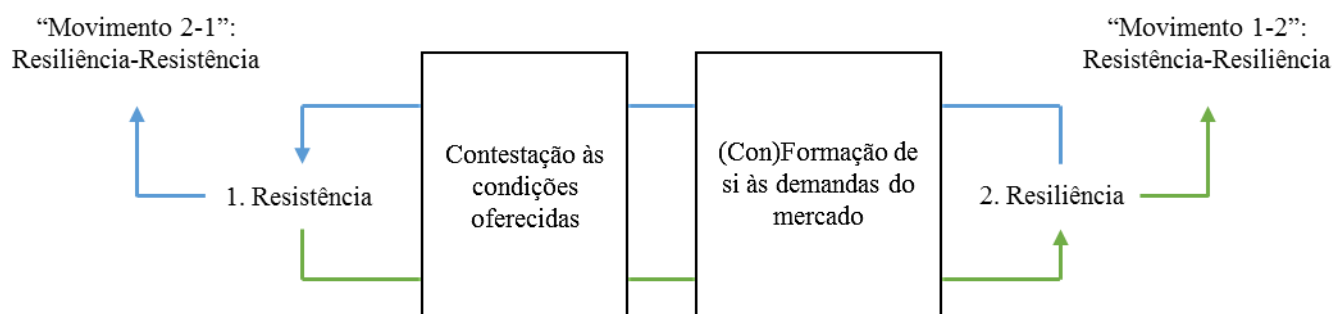 “Movimento 2-1”:
Resiliência-Resistência
“Movimento 1-2”:
Resistência-Resiliência
Contestação às
condições
oferecidas
(Con)Formação de
si às demandas do
mercado
1. Resistência
2. Resiliência